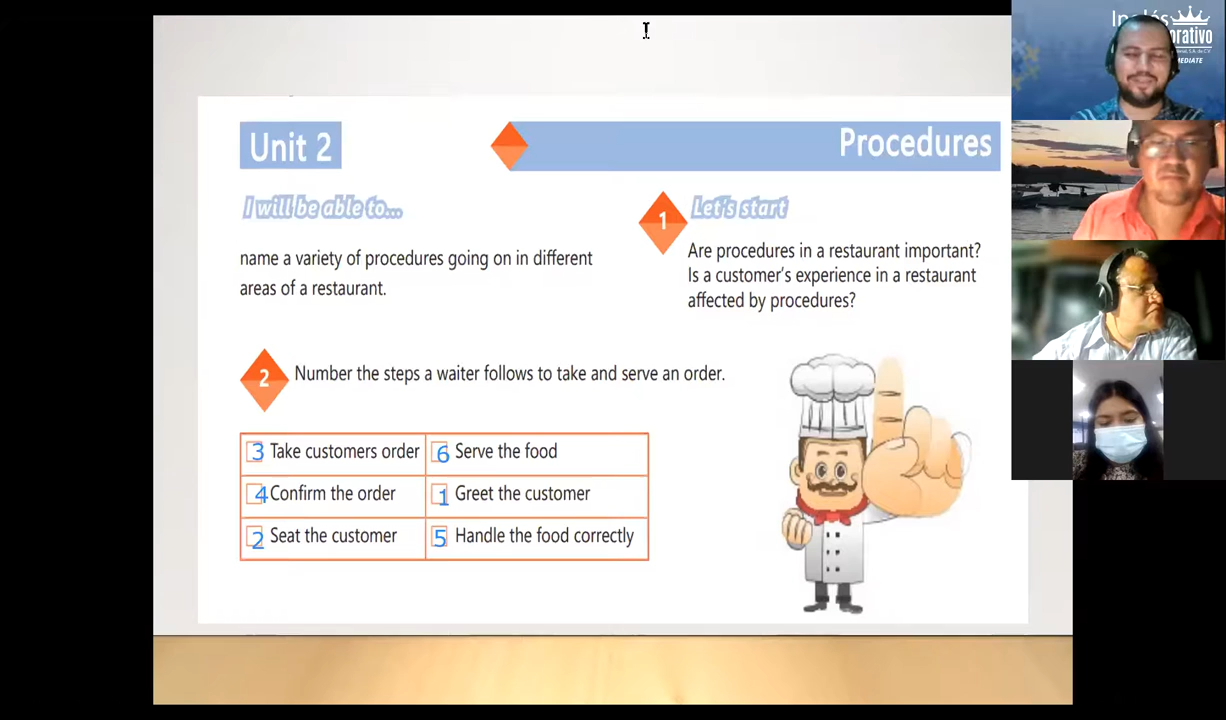 Unit 2
Procedures
I will be able to...
name a variety of procedures going on in different
areas of a restaurant.
1
Let's start
Are procedures in a restaurant important?
Is a customer's experience in a restaurant
affected by procedures?
2
Number the steps a waiter follows to take and serve an order.
3 Take customers order
6 Serve the food
4 Confirm the order
1 Greet the customer
2 Seat the customer
5 Handle the food correctly